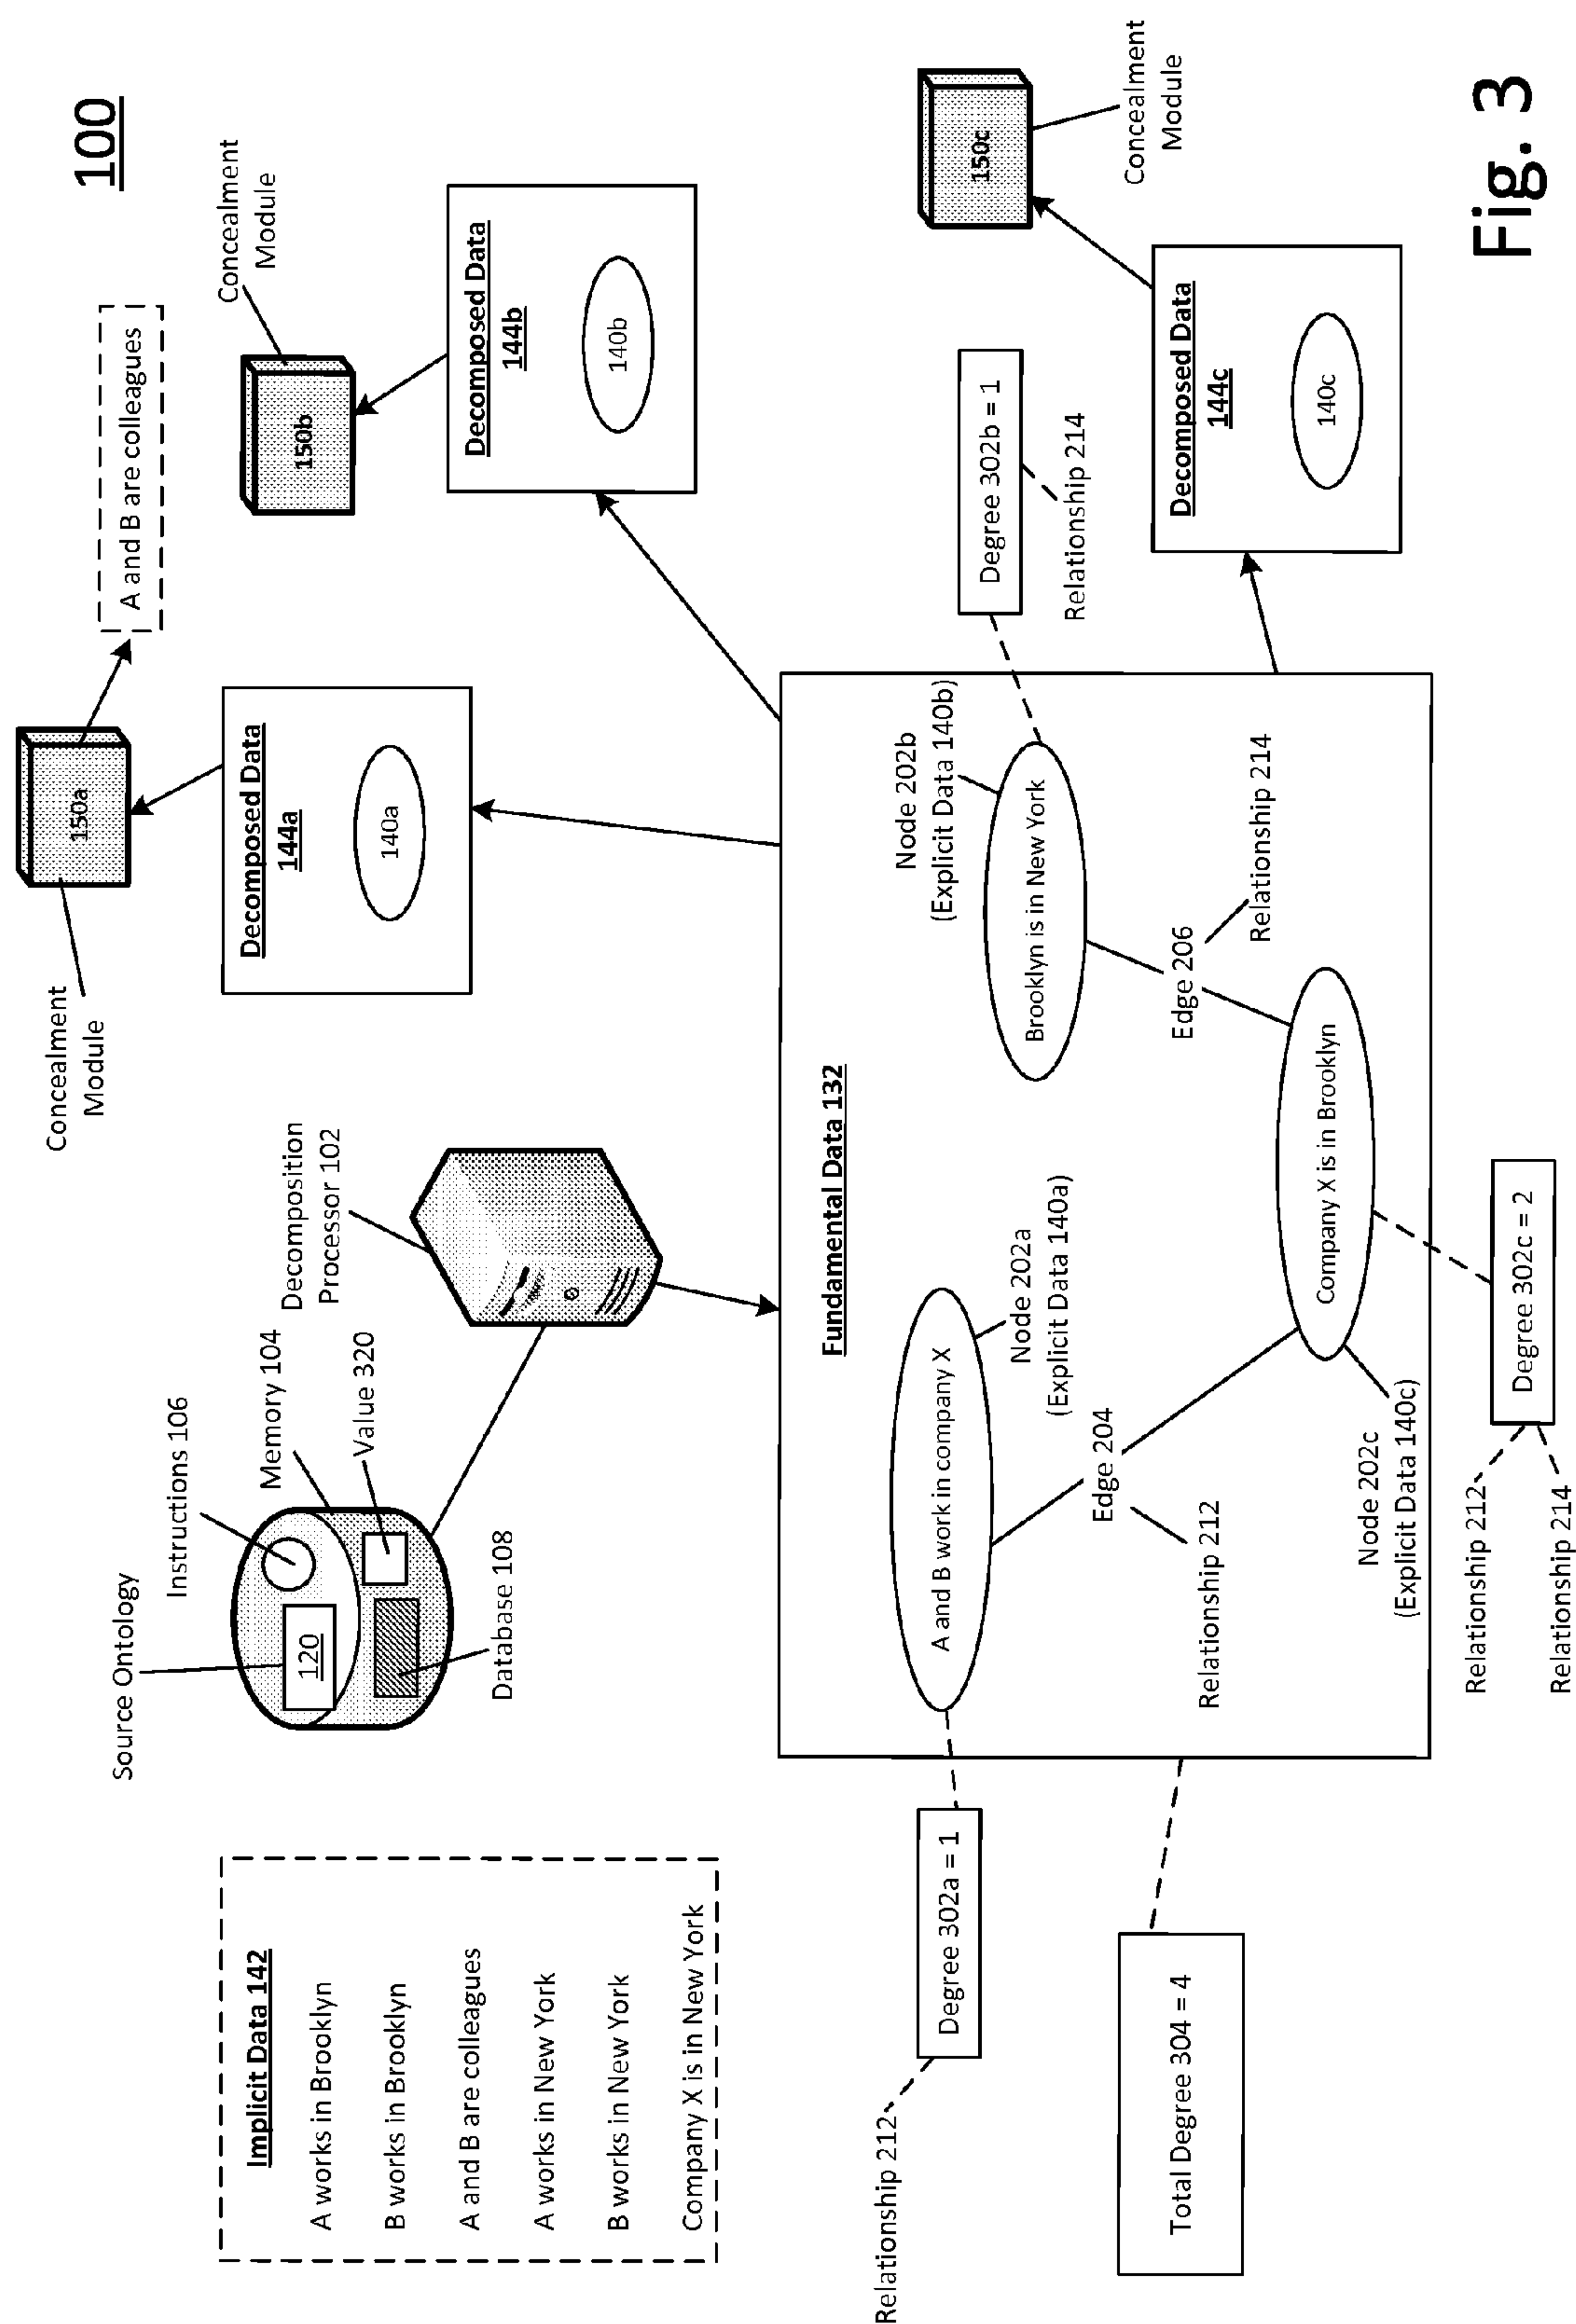 100
Concealment
Module
150a
A and B are colleagues
Concealment
Module
150b
Decomposed Data
144a
140a
Decomposed Data
144b
140b
Source Ontology
Instructions 106
Memory 104
Value 320
120
Database 108
Decomposition
Processor 102
Implicit Data 142
A works in Brooklyn
B works in Brooklyn
A and B are colleagues
A works in New York
B works in New York
Company X is in New York
Fundamental Data 132
A and B work in company X
Node 202a
(Explicit Data 140a)
Edge 204
Relationship 212
Node 202b
(Explicit Data 140b)
Brooklyn is in New York
Edge 206
Relationship 214
Company X is in Brooklyn
Node 202c
(Explicit Data 140c)
Relationship 212
Degree 302a = 1
Total Degree 304 = 4
Degree 302b = 1
Relationship 214
Degree 302c = 2
Relationship 212
Relationship 214
150c
Concealment
Module
Decomposed Data
144c
140c
Fig. 3